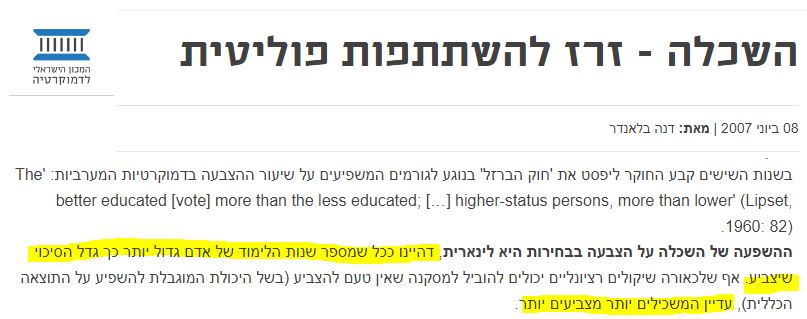 המכון הישראלי
לדמוקרטיה
השכלה - זרז להשתתפות פוליטית
08 ביוני 2007 | מאת: דנה בלאנדר
בשנות השישים קבע החוקר ליפסט את 'חוק הברזל' בנוגע לגורמים המשפיעים על שיעור ההצבעה בדמוקרטיות המערביות: 'The
better educated [vote] more than the less educated; […] higher-status persons, more than lower' (Lipset,
1960: 82).
ההשפעה של השכלה על הצבעה בבחירות היא לינארית, דהיינו ככל שמספר שנות הלימוד של אדם גדול יותר כך גדל הסיכוי
שיצביע. אף שלכאורה שיקולים רציונליים יכולים להוביל למסקנה שאין טעם להצביע (בשל היכולת המוגבלת להשפיע על התוצאה
הכללית), עדיין המשכילים יותר מצביעים יותר.